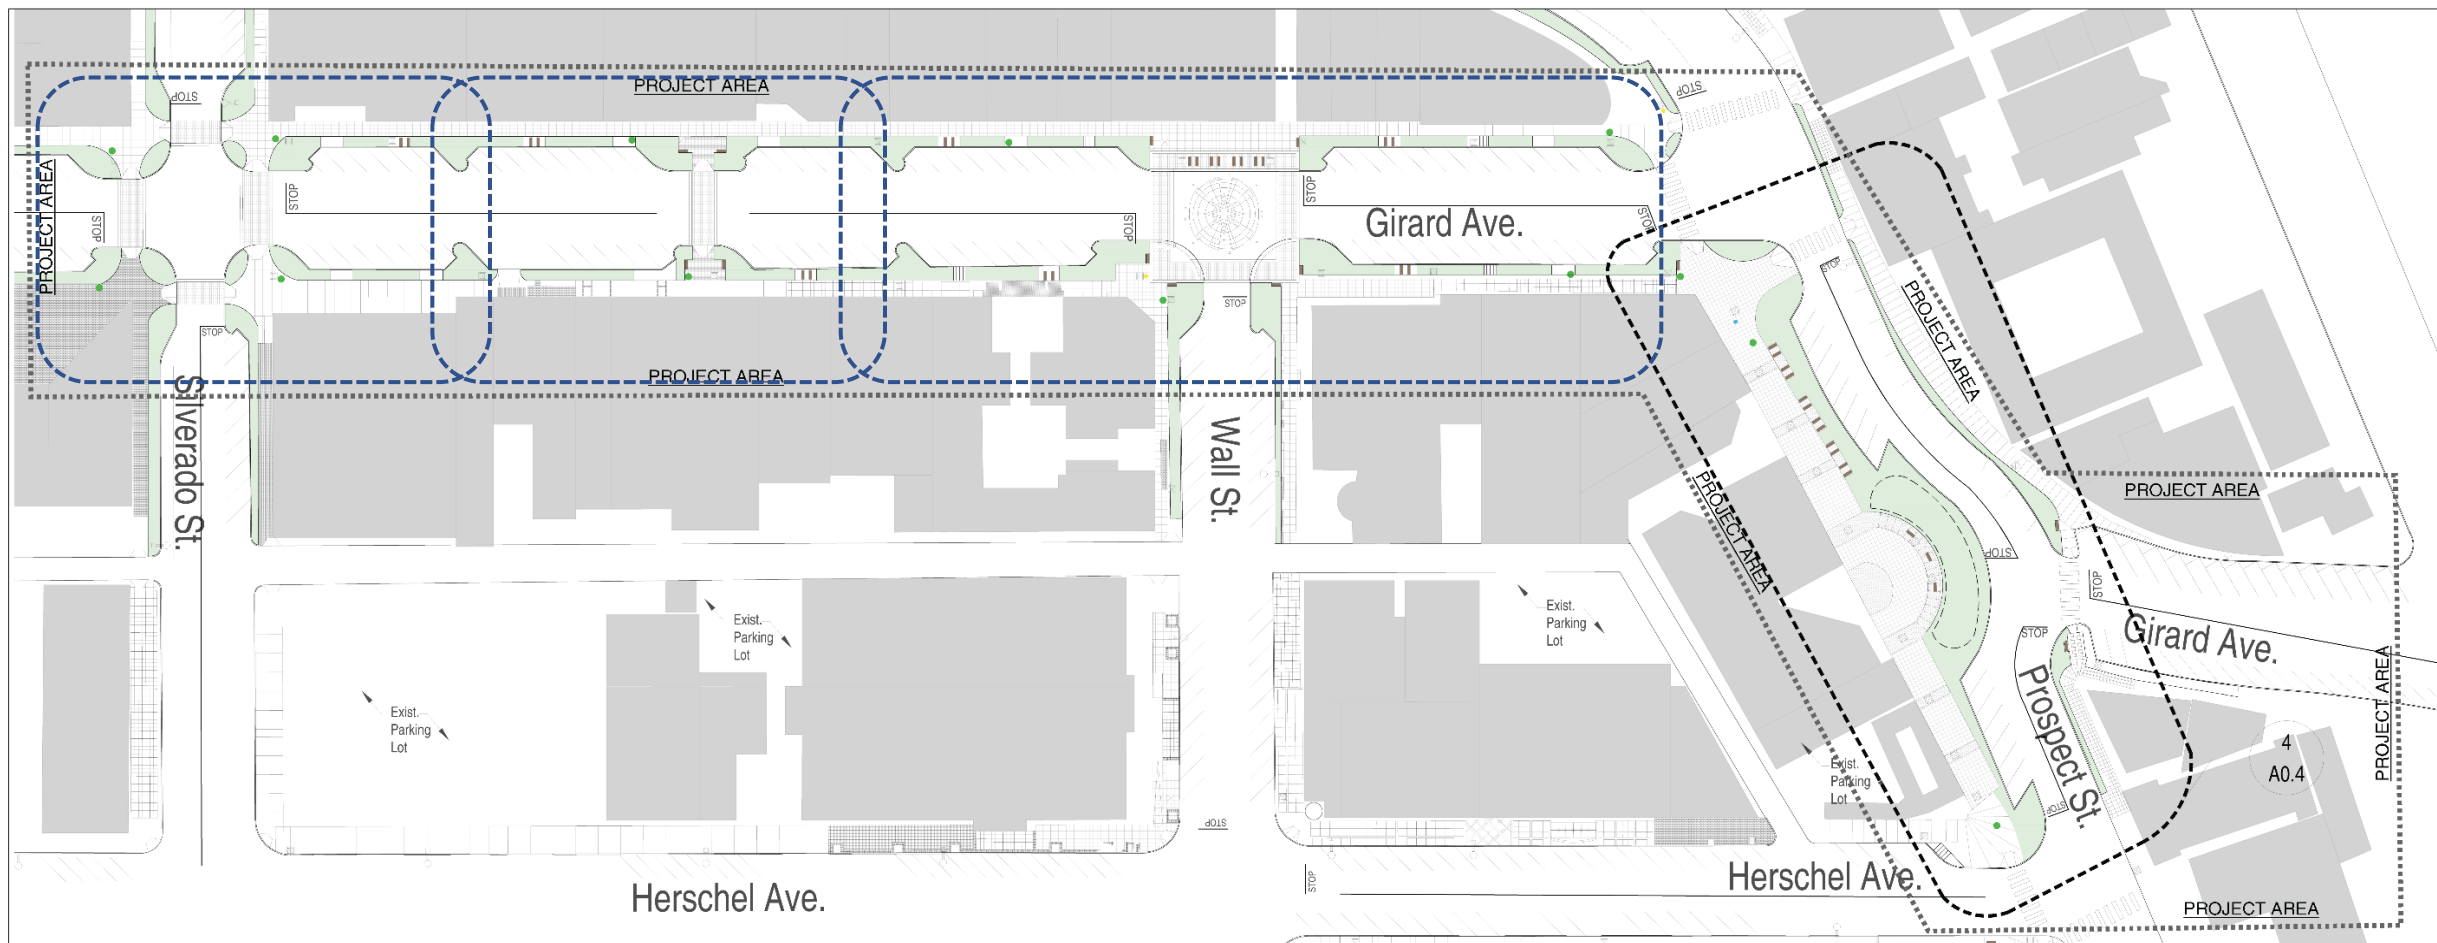 STOP
STOP
PROJECT AREA
PROJECT AREA
STOP
STOP
STOP
STOP
STOP
Girard Ave.
STOP
STOP
STOP
STOP
PROJECT AREA
PROJECT AREA
Silverado St.
Wall St.
PROJECT AREA
PROJECT AREA
STOP
STOP
Exist.
Parking
Lot
Exist.
Parking
Lot
Exist.
Parking
Lot
Exist.
Parking
Lot
STOP
Girard Ave.
PROJECT AREA
Prospect St.
4
A0.4
STOP
STOP
STOP
Herschel Ave.
Herschel Ave.
PROJECT AREA